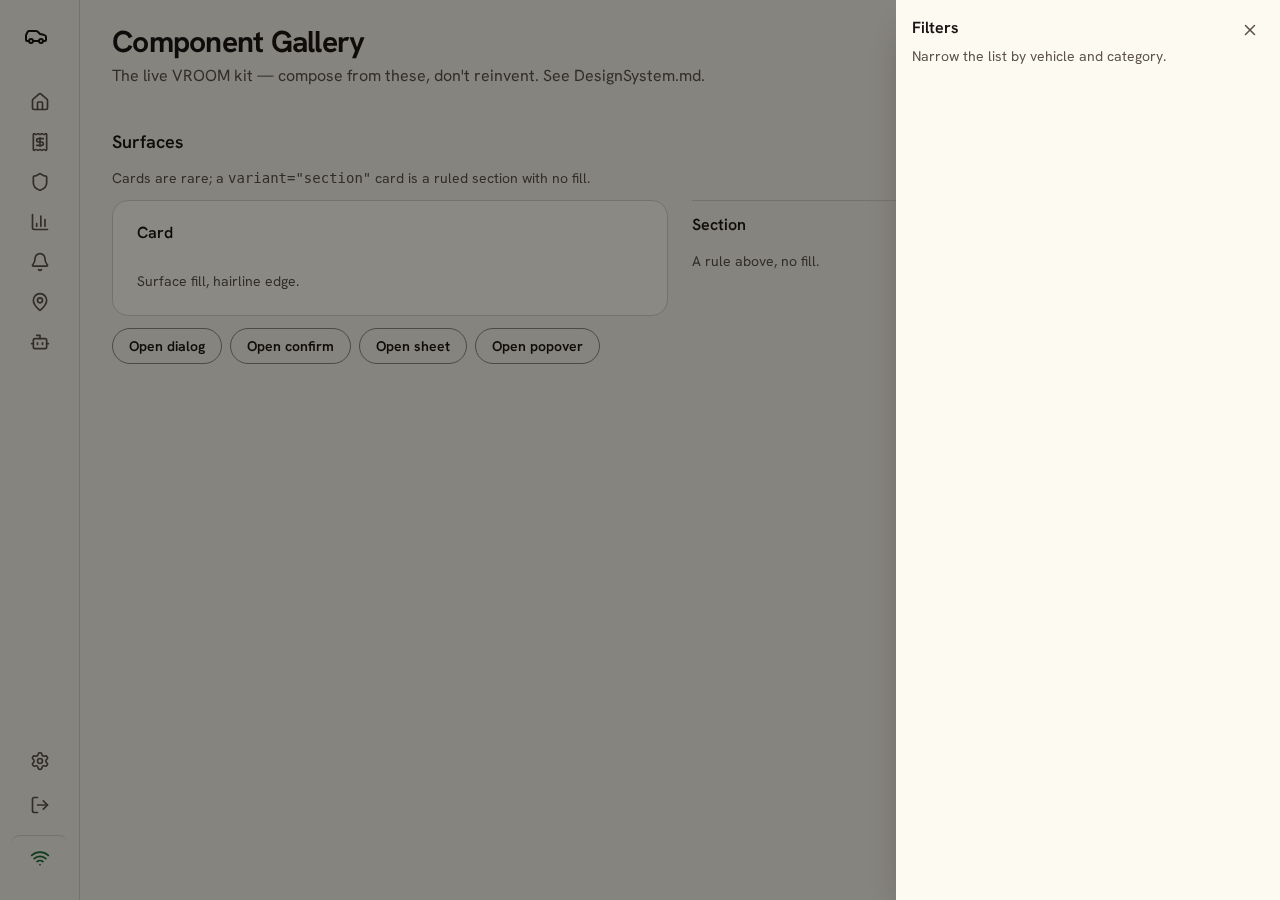 Component Gallery
The live VROOM kit — compose from these, don't reinvent. See DesignSystem.md.
Surfaces
Cards are rare; a variant="section" card is a ruled section with no fill.
Card
Surface fill, hairline edge.
Section
A rule above, no fill.
Open dialog
Open confirm
Open sheet
Open popover
Filters
Narrow the list by vehicle and category.